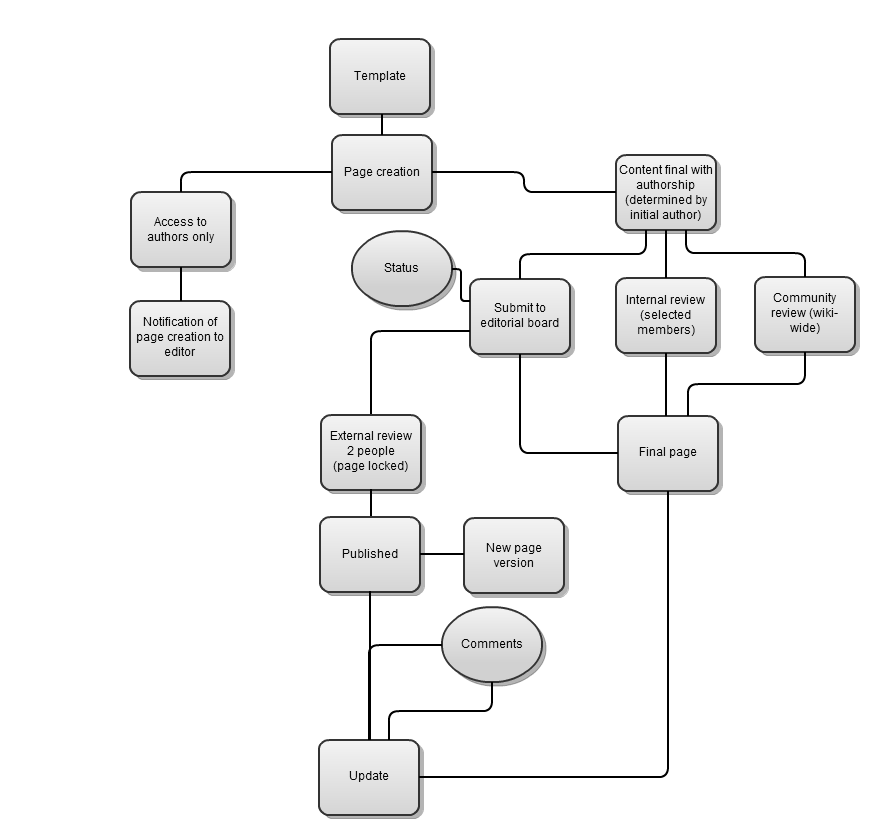 Template
Page creation
Content final with
authorship
(determined by
initial author)
Access to
authors only
Status
Submit to
editorial board
Internal review
(selected
members)
Community
review (wiki-
wide)
Notification of
page creation to
editor
External review
2 people
(page locked)
Final page
Published
New page
version
Comments
Update